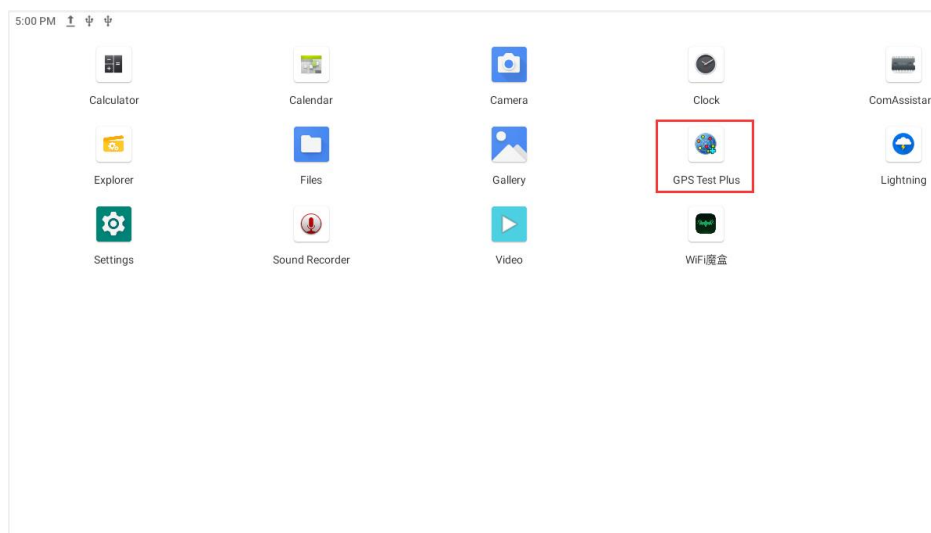 5:00 PM
Calculator
Calendar
Camera
Clock
ComAssistar
Explorer
Files
Gallery
GPS Test Plus
Lightning
Settings
Sound Recorder
Video
WiFi魔盒